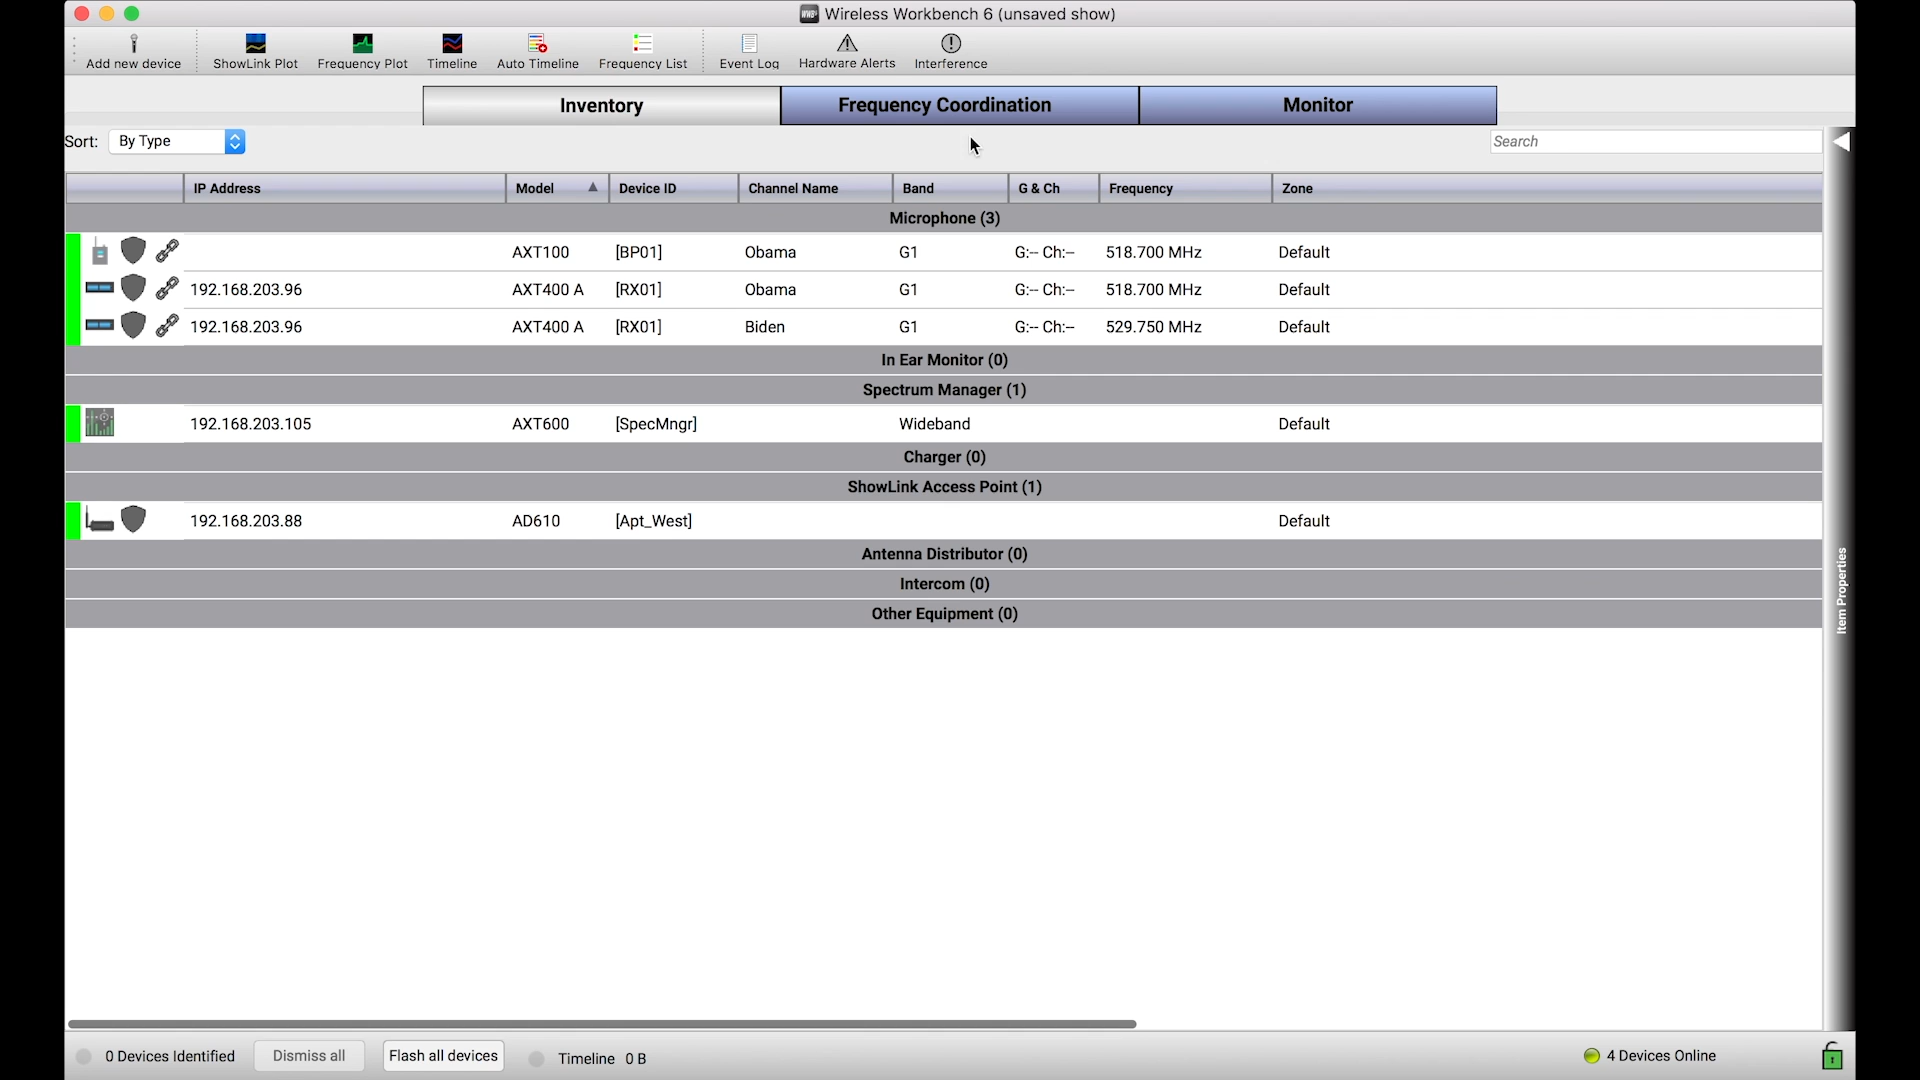 Wireless Workbench 6 (unsaved show)
Add new device ShowLink Plot Frequency Plot Timeline Auto Timeline Frequency List Event Log Hardware Alerts Interference
Inventory Frequency Coordination Monitor
Sort: By Type Search
IP Address Model Device ID Channel Name Band G & Ch Frequency Zone
Microphone (3)
AXT100 [BP01] Obama G1 G:-- Ch:-- 518.700 MHz Default
192.168.203.96 AXT400 A [RX01] Obama G1 G:-- Ch:-- 518.700 MHz Default
192.168.203.96 AXT400 A [RX01] Biden G1 G:-- Ch:-- 529.750 MHz Default
In Ear Monitor (0)
Spectrum Manager (1)
192.168.203.105 AXT600 [SpecMngr] Wideband Default
Charger (0)
ShowLink Access Point (1)
192.168.203.88 AD610 [Apt_West] Default
Antenna Distributor (0)
Intercom (0)
Other Equipment (0)
Item Properties
0 Devices Identified Dismiss all Flash all devices Timeline 0 B 4 Devices Online